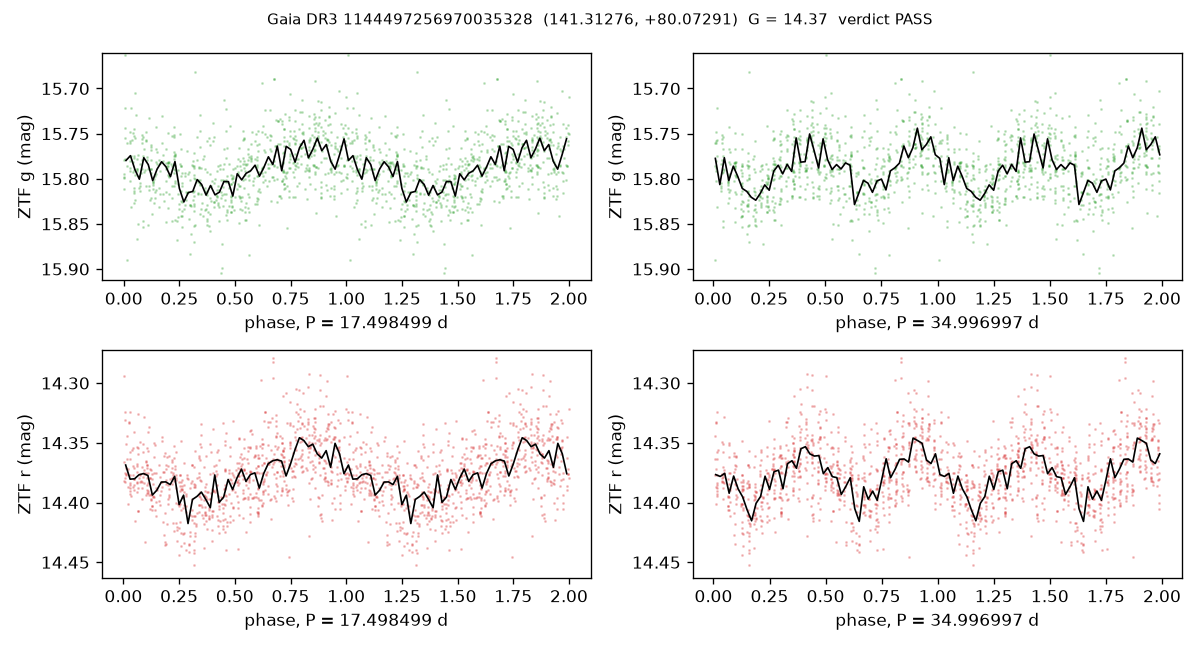 Gaia DR3 1144497256970035328  (141.31276, +80.07291)  G = 14.37  verdict PASS
ZTF g (mag)
15.70
15.75
15.80
15.85
15.90
0.00 0.25 0.50 0.75 1.00 1.25 1.50 1.75 2.00
phase, P = 17.498499 d
ZTF g (mag)
15.70
15.75
15.80
15.85
15.90
0.00 0.25 0.50 0.75 1.00 1.25 1.50 1.75 2.00
phase, P = 34.996997 d
ZTF r (mag)
14.30
14.35
14.40
14.45
0.00 0.25 0.50 0.75 1.00 1.25 1.50 1.75 2.00
phase, P = 17.498499 d
ZTF r (mag)
14.30
14.35
14.40
14.45
0.00 0.25 0.50 0.75 1.00 1.25 1.50 1.75 2.00
phase, P = 34.996997 d